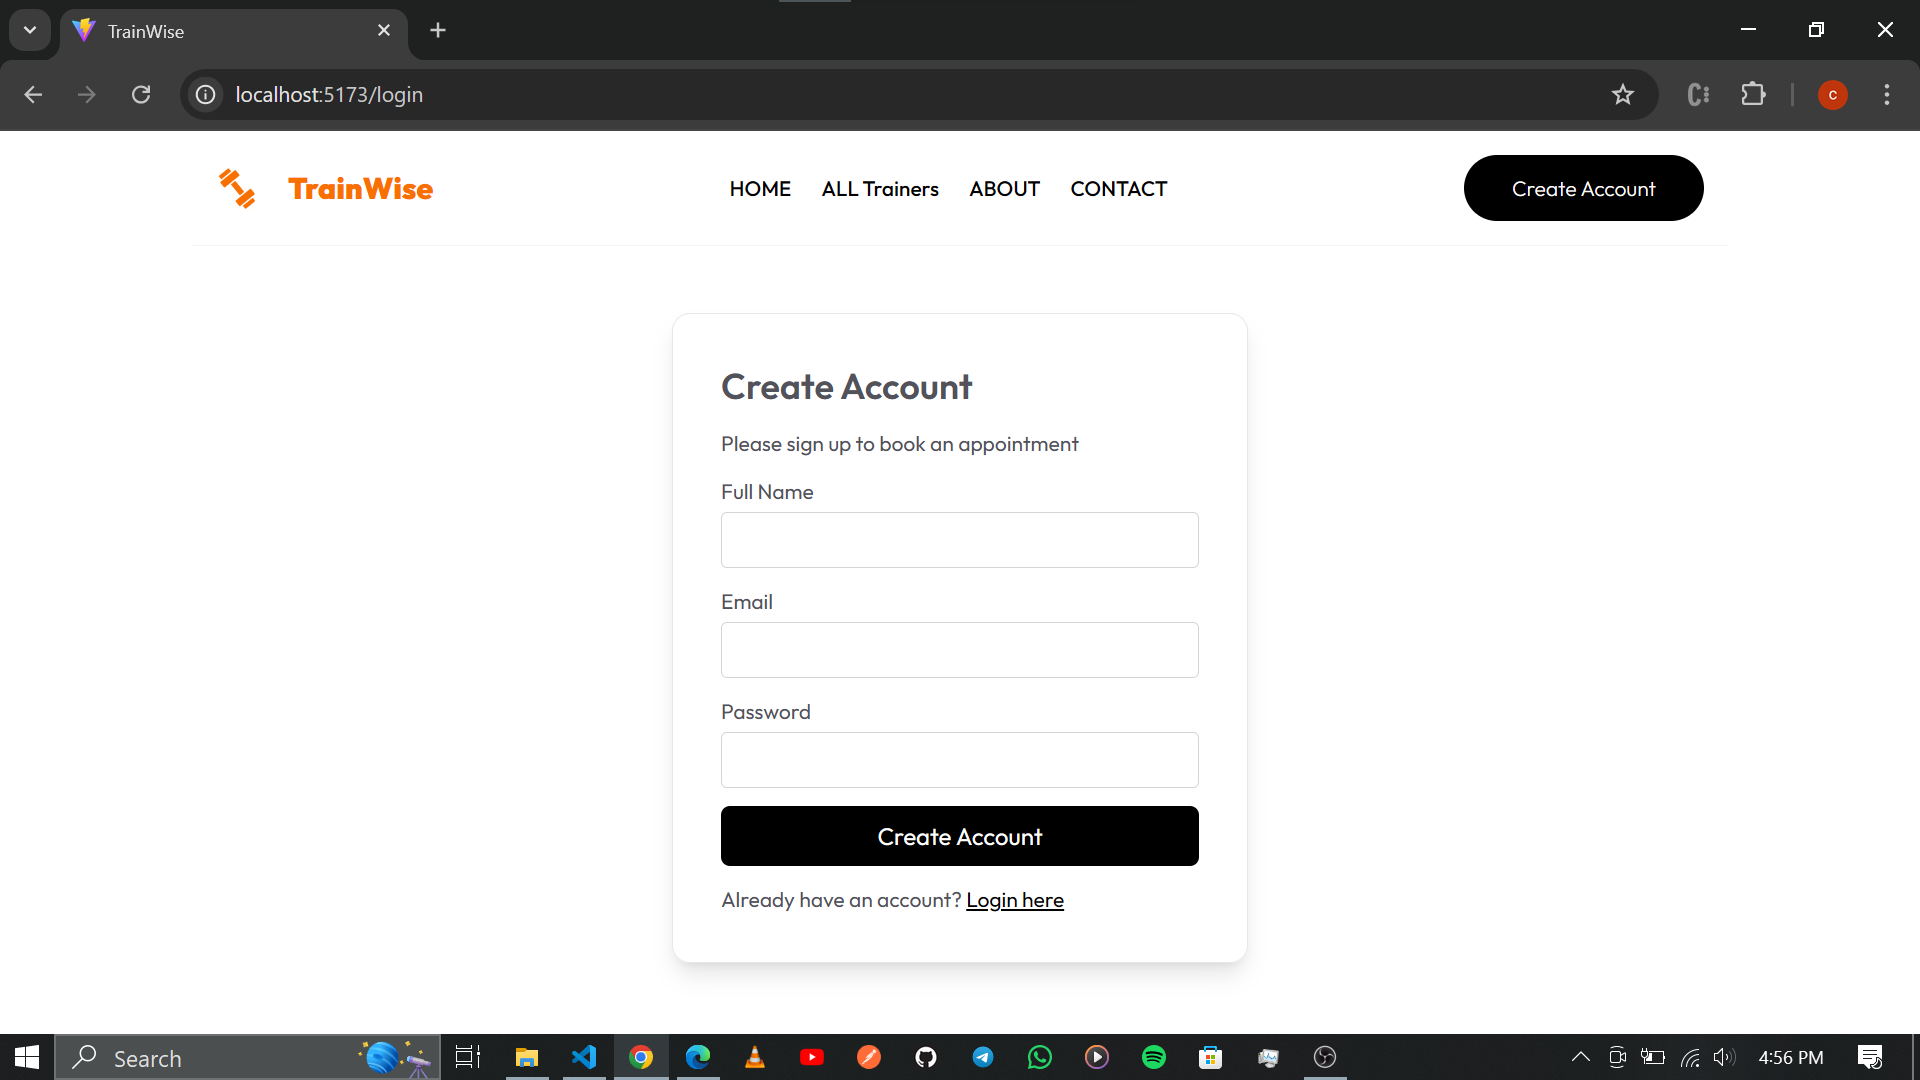 TrainWise
localhost:5173/login
c
TrainWise
HOME ALL Trainers ABOUT CONTACT
Create Account
Create Account
Please sign up to book an appointment
Full Name
Email
Password
Create Account
Already have an account? Login here
Search
4:56 PM